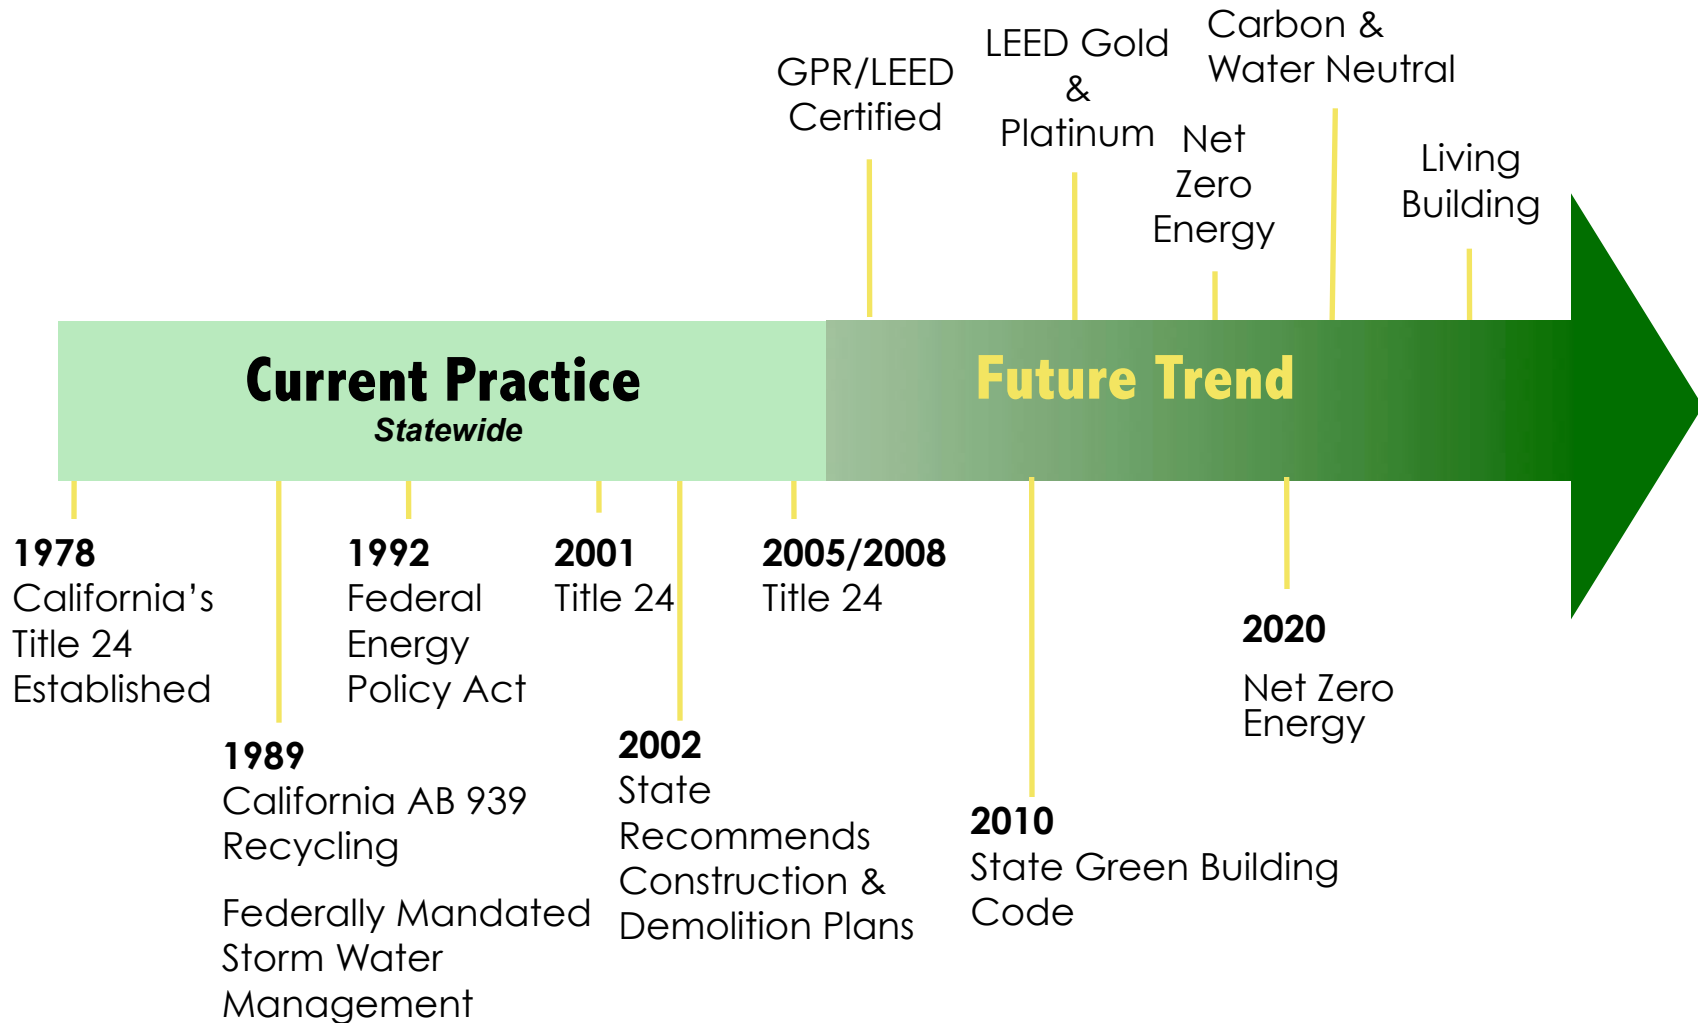 GPR/LEED
Certified
LEED Gold
&
Platinum
Net
Zero
Energy
Carbon &
Water Neutral
Living
Building
Current Practice
Statewide
Future Trend
1978
California’s
Title 24
Established
1989
California AB 939
Recycling
Federally Mandated
Storm Water
Management
1992
Federal
Energy
Policy Act
2001
Title 24
2002
State
Recommends
Construction &
Demolition Plans
2005/2008
Title 24
2010
State Green Building
Code
2020
Net Zero
Energy